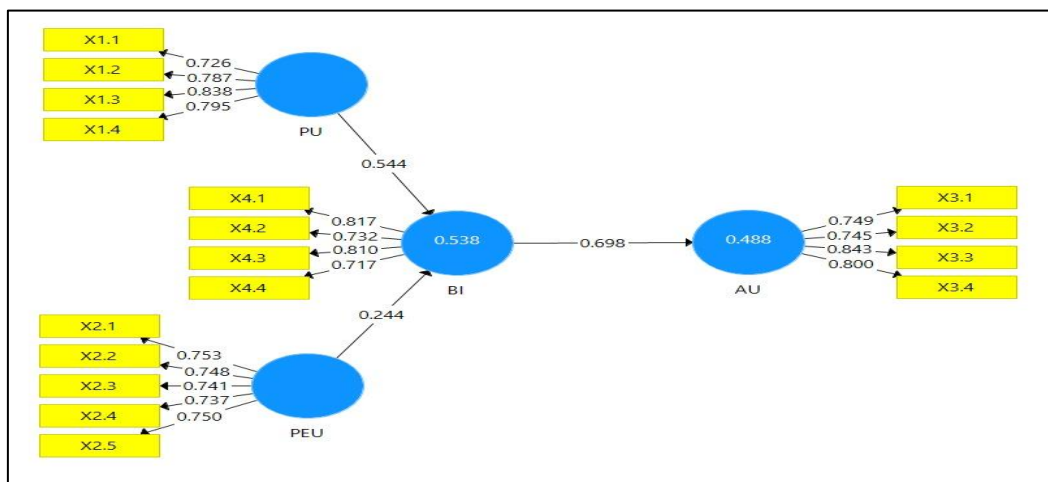 X1.1
X1.2
X1.3
X1.4
0.726
0.787
0.838
0.795
PU
0.544
X4.1
X4.2
X4.3
X4.4
0.817
0.732
0.810
0.717
0.538
BI
0.698
0.488
AU
0.749
0.745
0.843
0.800
X3.1
X3.2
X3.3
X3.4
0.244
X2.1
X2.2
X2.3
X2.4
X2.5
0.753
0.748
0.741
0.737
0.750
PEU